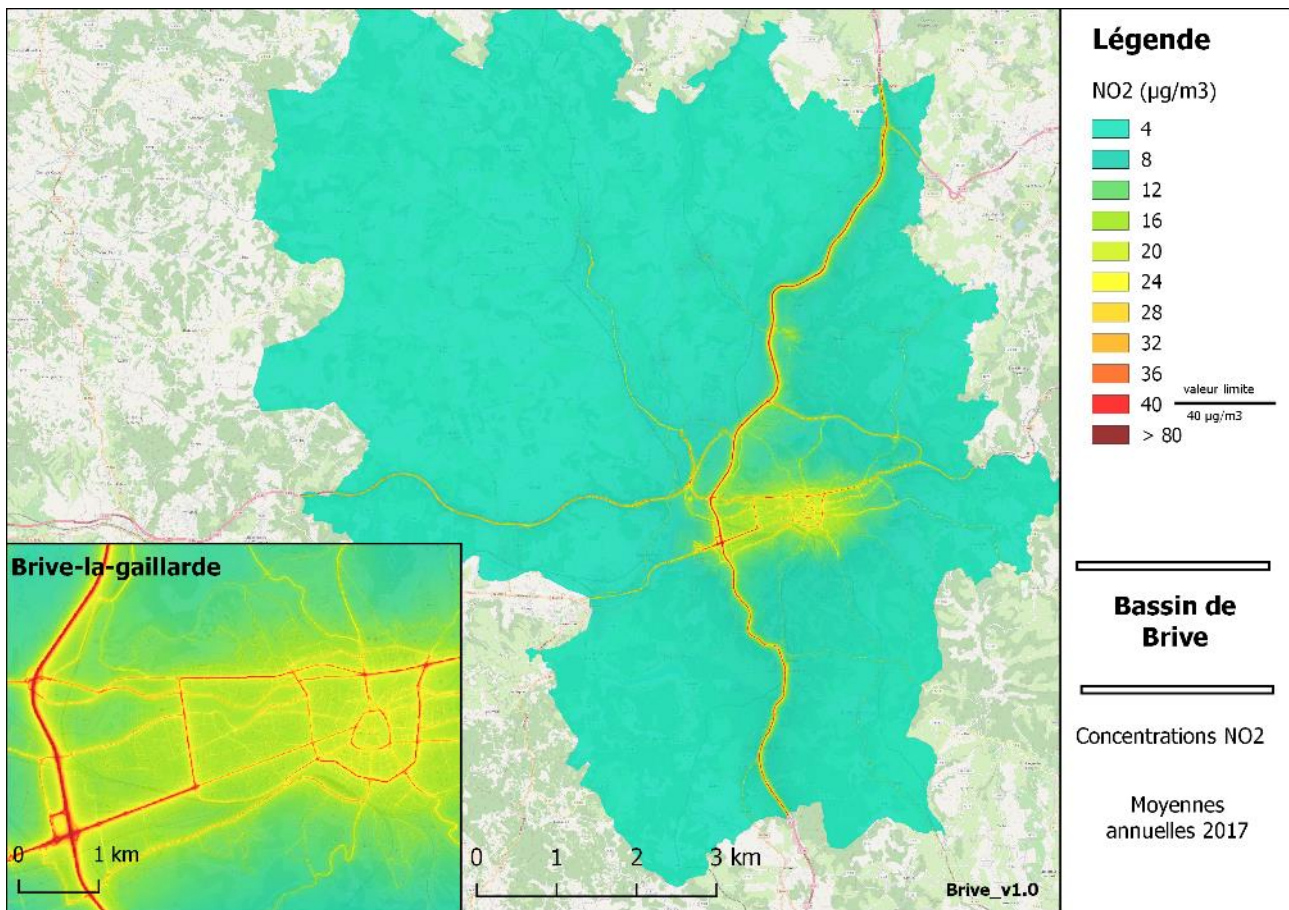 Légende
NO2 (µg/m3)
4
8
12
16
20
24
28
32
36
40
valeur limite
40 µg/m3
> 80
Bassin de
Brive
Concentrations NO2
Moyennes
annuelles 2017
Brive-la-gaillarde
0 1 km
0 1 2 3 km
Brive_v1.0